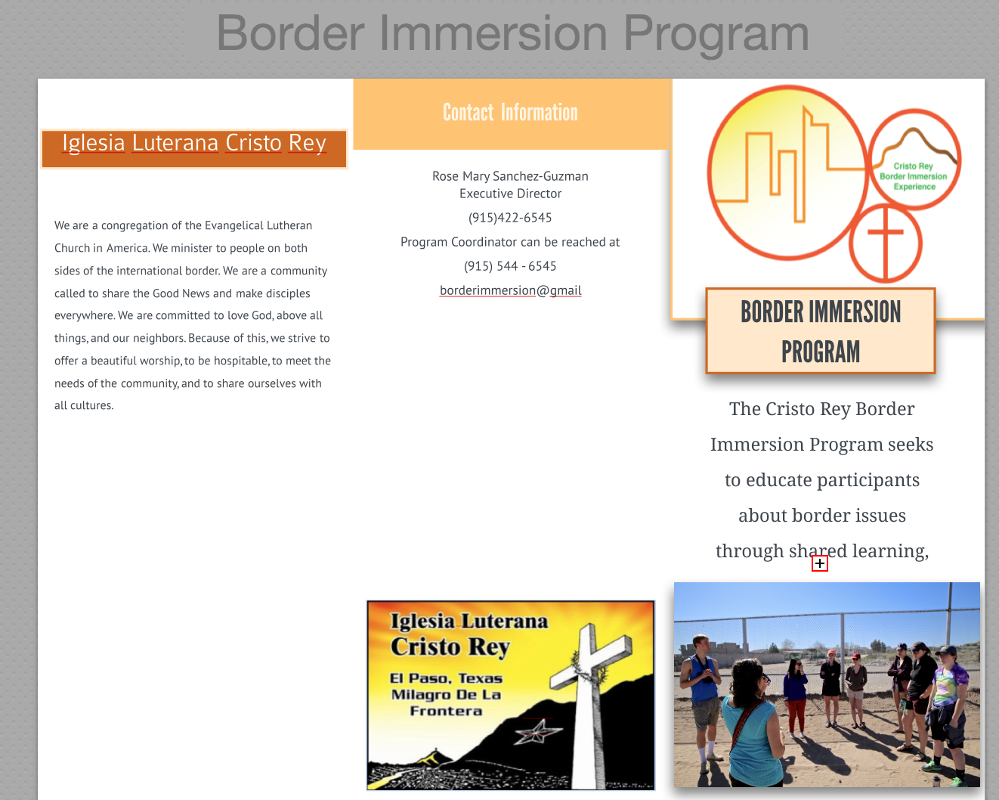 Border Immersion Program
Iglesia Luterana Cristo Rey
We are a congregation of the Evangelical Lutheran
Church in America. We minister to people on both
sides of the international border. We are a community
called to share the Good News and make disciples
everywhere. We are committed to love God, above all
things, and our neighbors. Because of this, we strive to
offer a beautiful worship, to be hospitable, to meet the
needs of the community, and to share ourselves with
all cultures.
Contact Information
Rose Mary Sanchez-Guzman
Executive Director
(915)422-6545
Program Coordinator can be reached at
(915) 544 - 6545
borderimmersion@gmail
Iglesia Luterana
Cristo Rey
El Paso, Texas
Milagro De La
Frontera
Cristo Rey
Border Immersion
Experience
BORDER IMMERSION
PROGRAM
The Cristo Rey Border
Immersion Program seeks
to educate participants
about border issues
through shared learning,